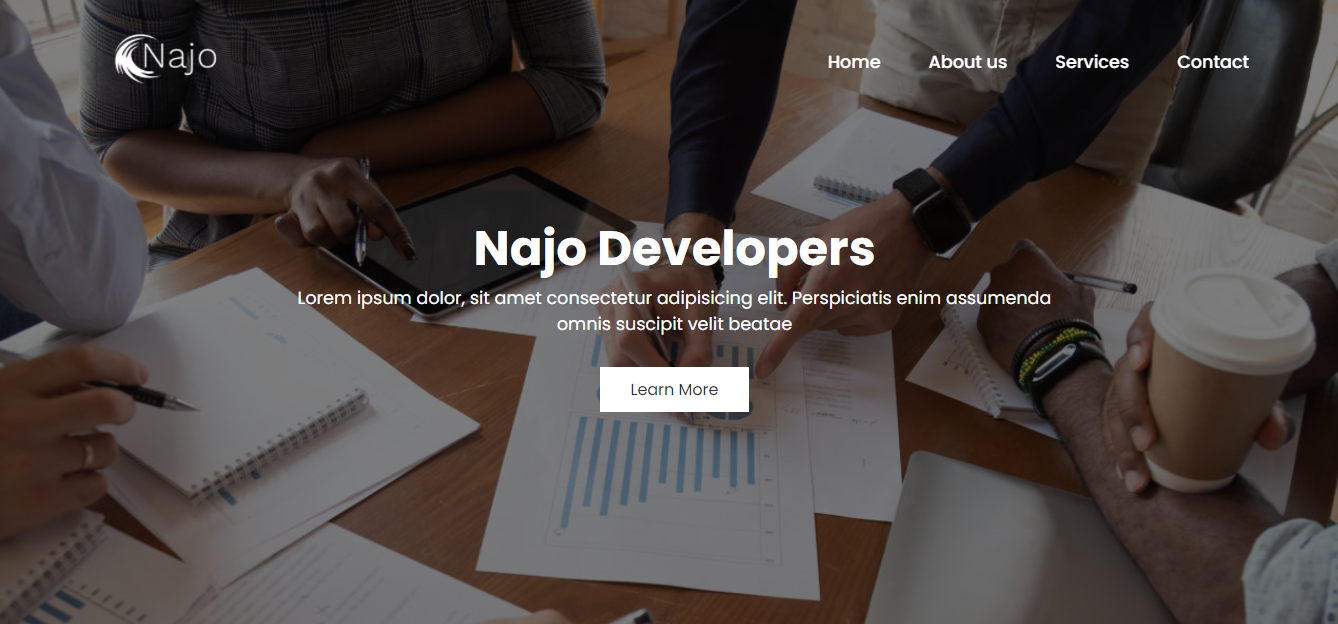 Najo
Home About us Services Contact
Najo Developers
Lorem ipsum dolor, sit amet consectetur adipisicing elit. Perspiciatis enim assumenda
omnis suscipit velit beatae
Learn More